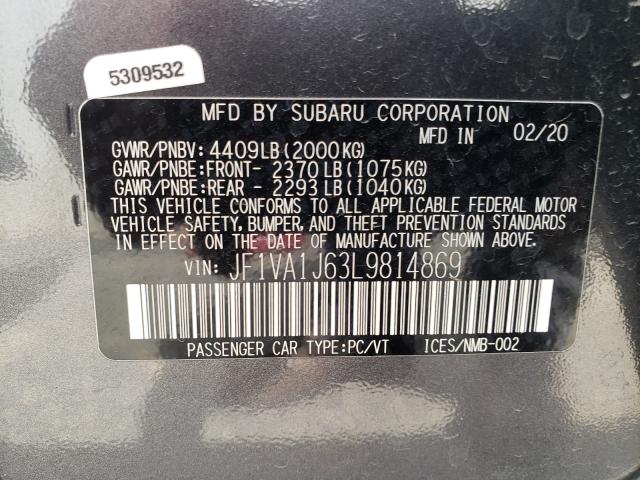 5309532
MFD BY SUBARU CORPORATION
MFD IN 02/20
GVWR/PNBV: 4409LB(2000KG)
GAWR/PNBE:FRONT- 2370LB(1075KG)
GAWR/PNBE:REAR - 2293LB(1040KG)
THIS VEHICLE CONFORMS TO ALL APPLICABLE FEDERAL MOTOR
VEHICLE SAFETY, BUMPER, AND THEFT PREVENTION STANDARDS
IN EFFECT ON THE DATE OF MANUFACTURE SHOWN ABOVE.
VIN: JF1VA1J63L9814869
PASSENGER CAR TYPE:PC/VT ICES/NMB-002